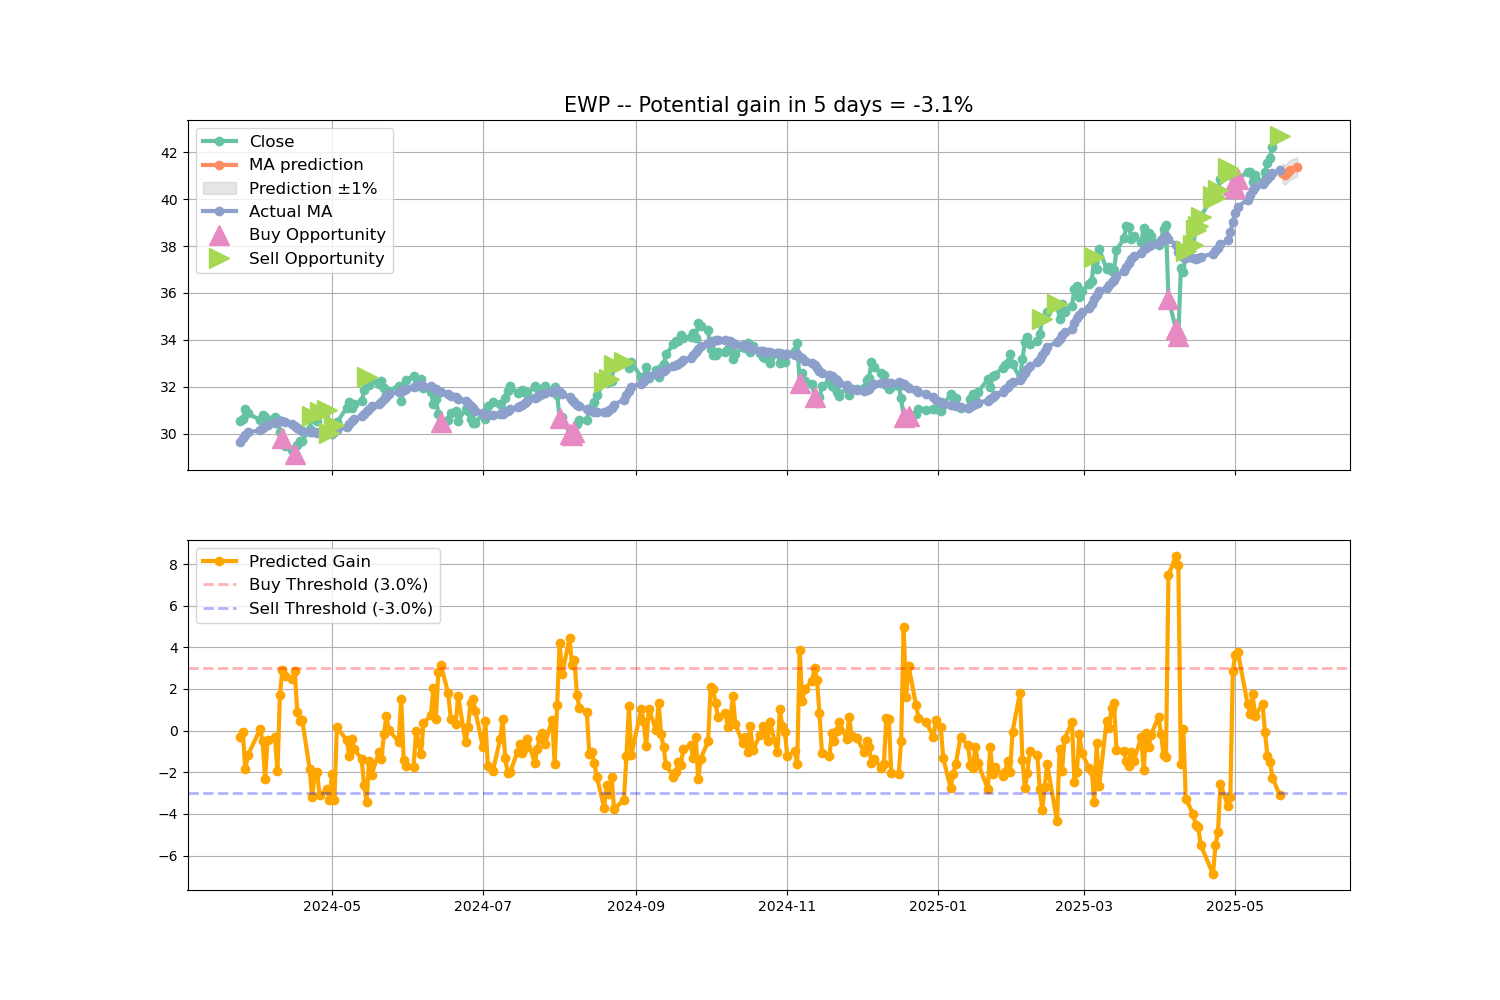 EWP -- Potential gain in 5 days = -3.1%
Close
MA prediction
Prediction ±1%
Actual MA
Buy Opportunity
Sell Opportunity
42
40
38
36
34
32
30
Predicted Gain
Buy Threshold (3.0%)
Sell Threshold (-3.0%)
8
6
4
2
0
−2
−4
−6
2024-05
2024-07
2024-09
2024-11
2025-01
2025-03
2025-05